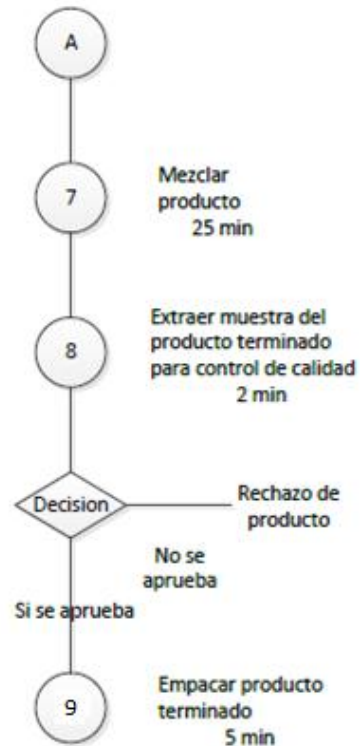 A
7
Mezclar
producto
25 min
8
Extraer muestra del
producto terminado
para control de calidad
2 min
Decision
Rechazo de
producto
No se
aprueba
Si se aprueba
9
Empacar producto
terminado
5 min